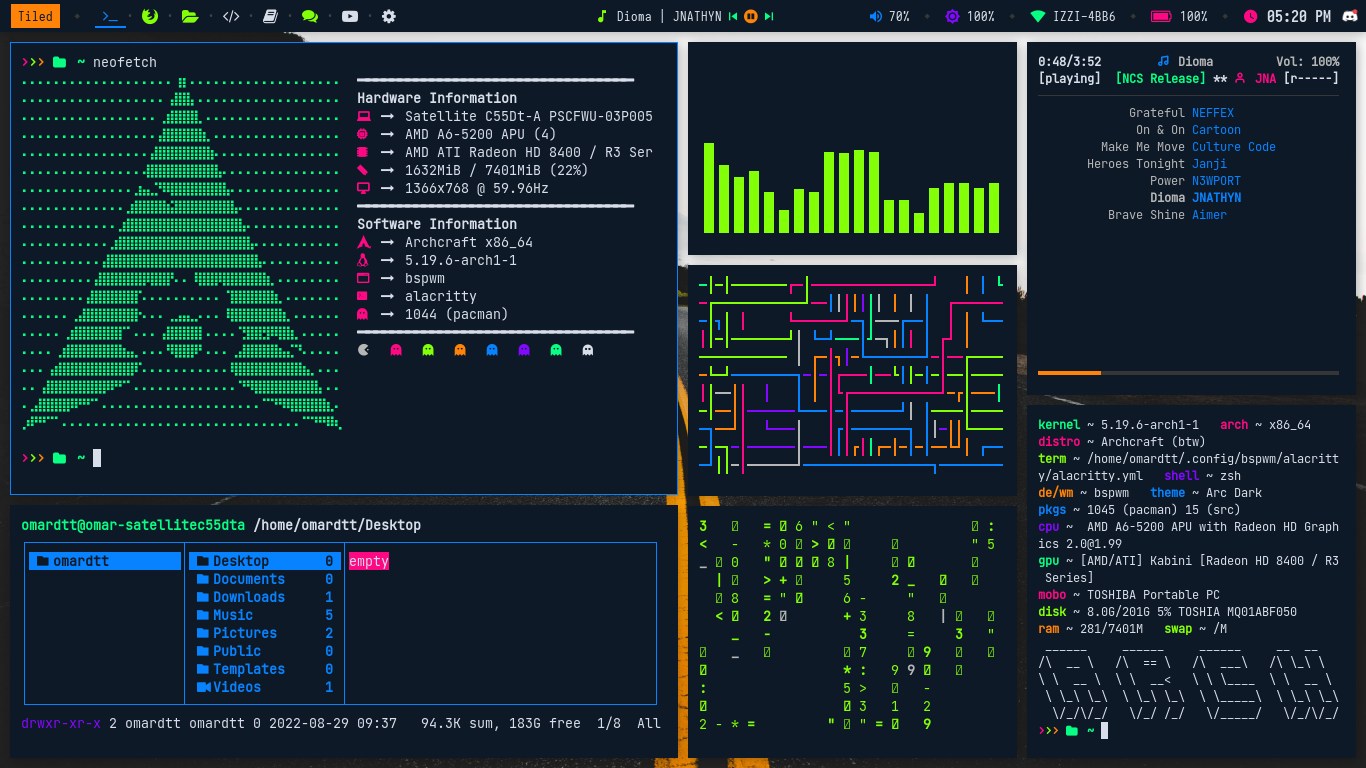 Tiled
Dioma | JNATHYN
70%
100%
IZZI-4BB6
100%
05:20 PM
~ neofetch
Hardware Information
Satellite C55Dt-A PSCFWU-03P005
AMD A6-5200 APU (4)
AMD ATI Radeon HD 8400 / R3 Ser
1632MiB / 7401MiB (22%)
1366x768 @ 59.96Hz
Software Information
Archcraft x86_64
5.19.6-arch1-1
bspwm
alacritty
1044 (pacman)
~
omardtt@omar-satellitec55dta /home/omardtt/Desktop
omardtt
Desktop 0
Documents 0
Downloads 1
Music 5
Pictures 2
Public 0
Templates 0
Videos 1
empty
drwxr-xr-x 2 omardtt omardtt 0 2022-08-29 09:37 94.3K sum, 183G free 1/8 All
0:48/3:52 Dioma Vol: 100%
[playing] [NCS Release] ** JNA [r-----]
Grateful NEFFEX
On & On Cartoon
Make Me Move Culture Code
Heroes Tonight Janji
Power N3WPORT
Dioma JNATHYN
Brave Shine Aimer
kernel ~ 5.19.6-arch1-1 arch ~ x86_64
distro ~ Archcraft (btw)
term ~ /home/omardtt/.config/bspwm/alacritt
y/alacritty.yml shell ~ zsh
de/wm ~ bspwm theme ~ Arc Dark
pkgs ~ 1045 (pacman) 15 (src)
cpu ~ AMD A6-5200 APU with Radeon HD Graph
ics 2.0@1.99
gpu ~ [AMD/ATI] Kabini [Radeon HD 8400 / R3
Series]
mobo ~ TOSHIBA Portable PC
disk ~ 8.0G/201G 5% TOSHIA MQ01ABF050
ram ~ 281/7401M swap ~ /M
~